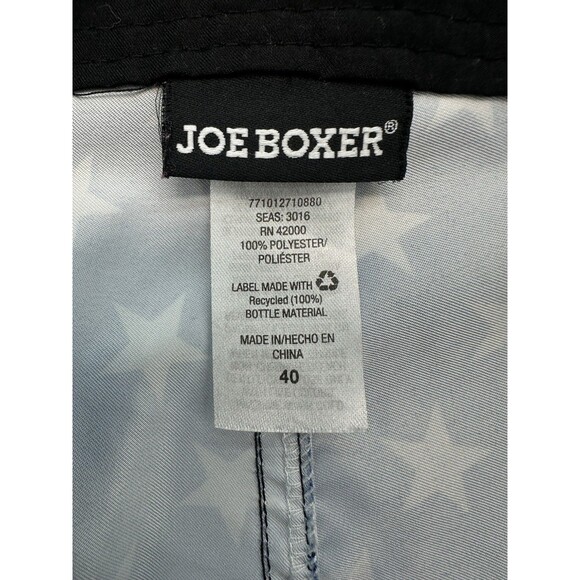 JOE BOXER®
771012710880
SEAS: 3016
RN 42000
100% POLYESTER/
POLIÉSTER
LABEL MADE WITH
Recycled (100%)
BOTTLE MATERIAL
MADE IN/HECHO EN
CHINA
40